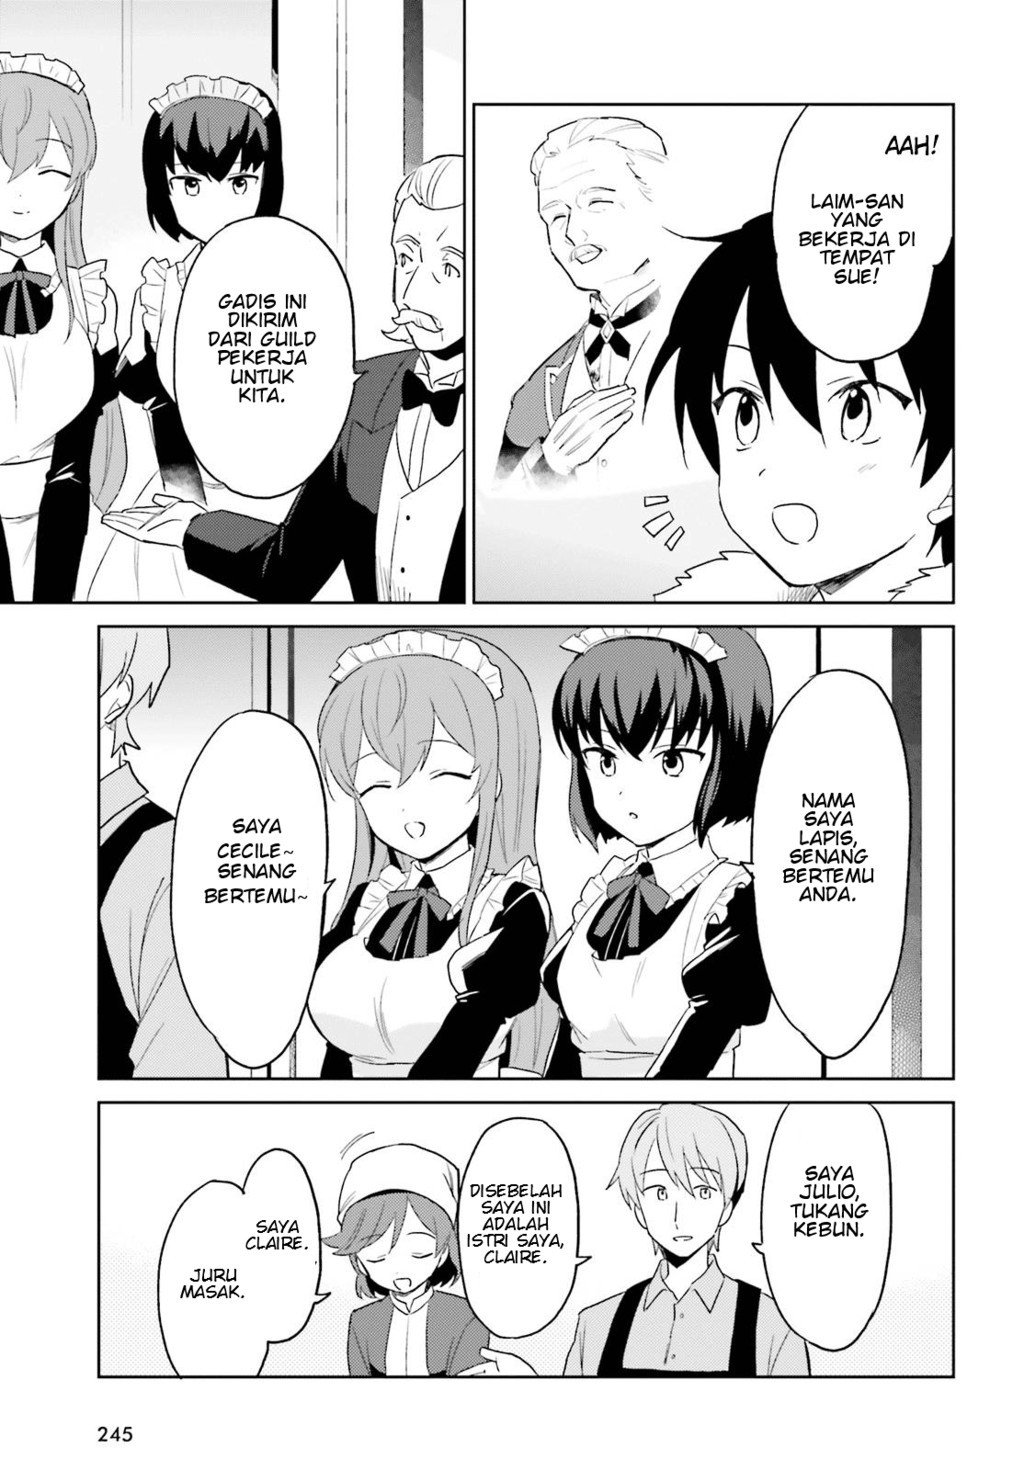 AAH!
LAIM-SAN
YANG
BEKERJA DI
TEMPAT
SUE!
GADIS INI
DIKIRIM
DARI GUILD
PEKERJA
UNTUK
KITA.
NAMA
SAYA
LAPIS,
SENANG
BERTEMU
ANDA.
SAYA
CECILE~
SENANG
BERTEMU~
SAYA
JULIO,
TUKANG
KEBUN.
DISEBELAH
SAYA INI
ADALAH
ISTRI SAYA,
CLAIRE.
SAYA
CLAIRE.
JURU
MASAK.
245